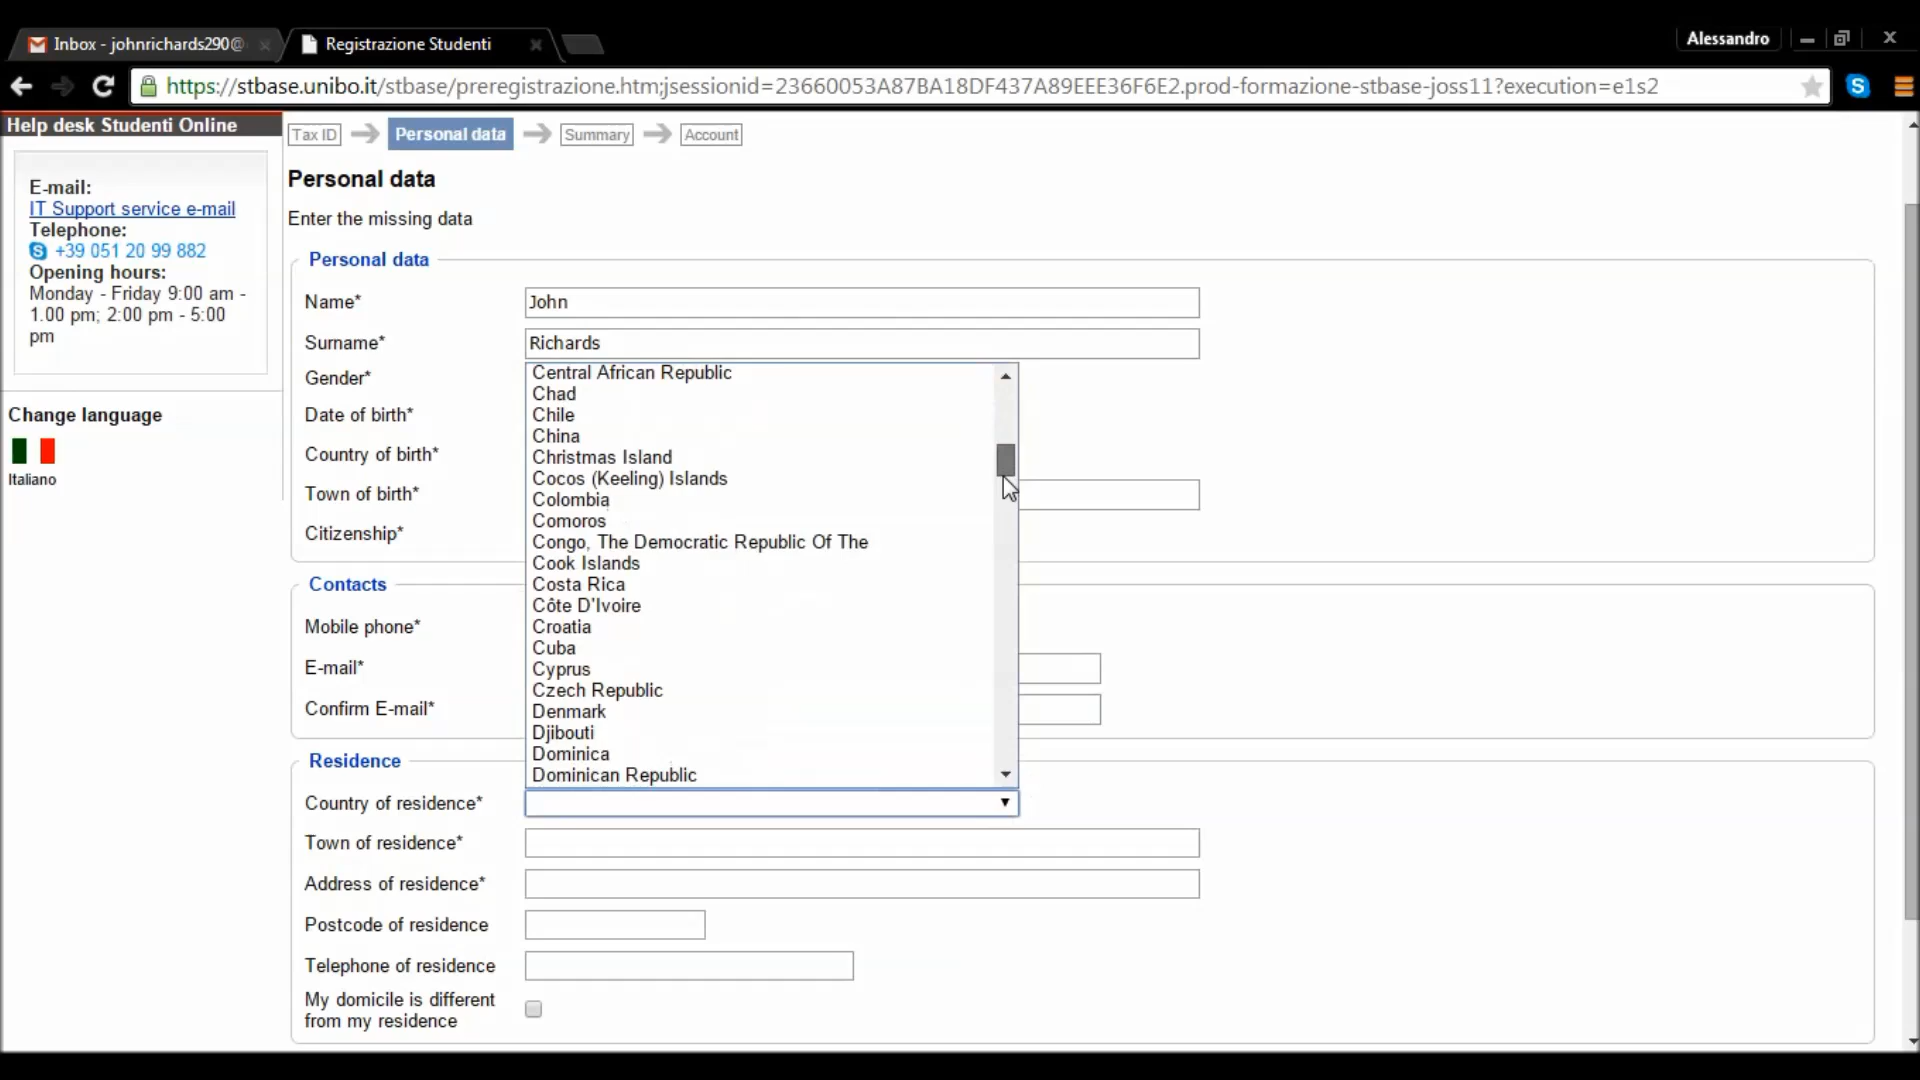 Inbox - johnrichards290@
Registrazione Studenti
Alessandro
https://stbase.unibo.it/stbase/preregistrazione.htm;jsessionid=23660053A87BA18DF437A89EEE36F6E2.prod-formazione-stbase-joss11?execution=e1s2
Help desk Studenti Online
E-mail:
IT Support service e-mail
Telephone:
+39 051 20 99 882
Opening hours:
Monday - Friday 9:00 am -
1.00 pm; 2:00 pm - 5:00
pm
Change language
Italiano
Tax ID
Personal data
Summary
Account
Personal data
Enter the missing data
Personal data
Name* John
Surname* Richards
Gender*
Date of birth*
Country of birth*
Town of birth*
Citizenship*
Contacts
Mobile phone*
E-mail*
Confirm E-mail*
Central African Republic
Chad
Chile
China
Christmas Island
Cocos (Keeling) Islands
Colombia
Comoros
Congo, The Democratic Republic Of The
Cook Islands
Costa Rica
Côte D'Ivoire
Croatia
Cuba
Cyprus
Czech Republic
Denmark
Djibouti
Dominica
Dominican Republic
Residence
Country of residence*
Town of residence*
Address of residence*
Postcode of residence
Telephone of residence
My domicile is different
from my residence